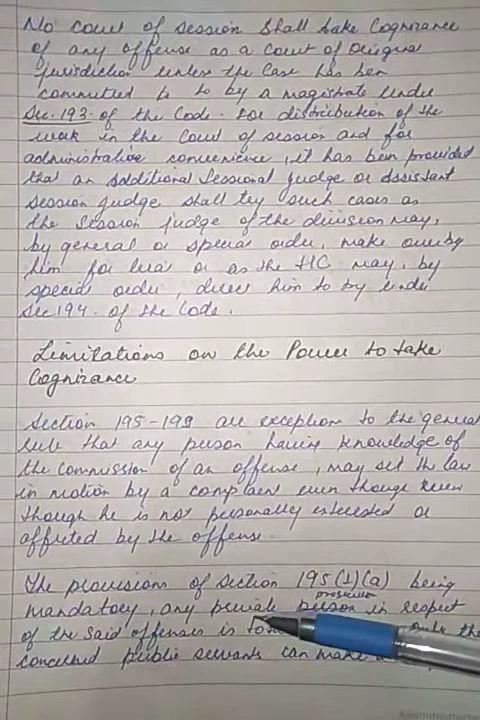 No court of session shall take Cognizance
of any offense as a court of Original
jurisdiction unless the case has been
committed to to by a magistrate under
Sec. 193 of the Code. For distribution of the
work in the Court of session and for
administrative convenience, it has been provided
that an additional Sessional judge or assistant
session judge shall try such cases as
the session judge of the division may,
by general or special order, make over by
him for trial or as the HC may, by
special order, direct him to by under
Sec 194. of the Code.
Limitations on the Power to take
Cognizance
Section 195-199 are exception to the general
rule that any person having knowledge of
the commission of an offense, may set the law
in motion by a complaint even though
though he is not personally interested or
affected by the offense.
The provisions of section 195 (1) (a) being
mandatory, any private person in respect
prosecution
of the said offenses is the
concerned public servants can make